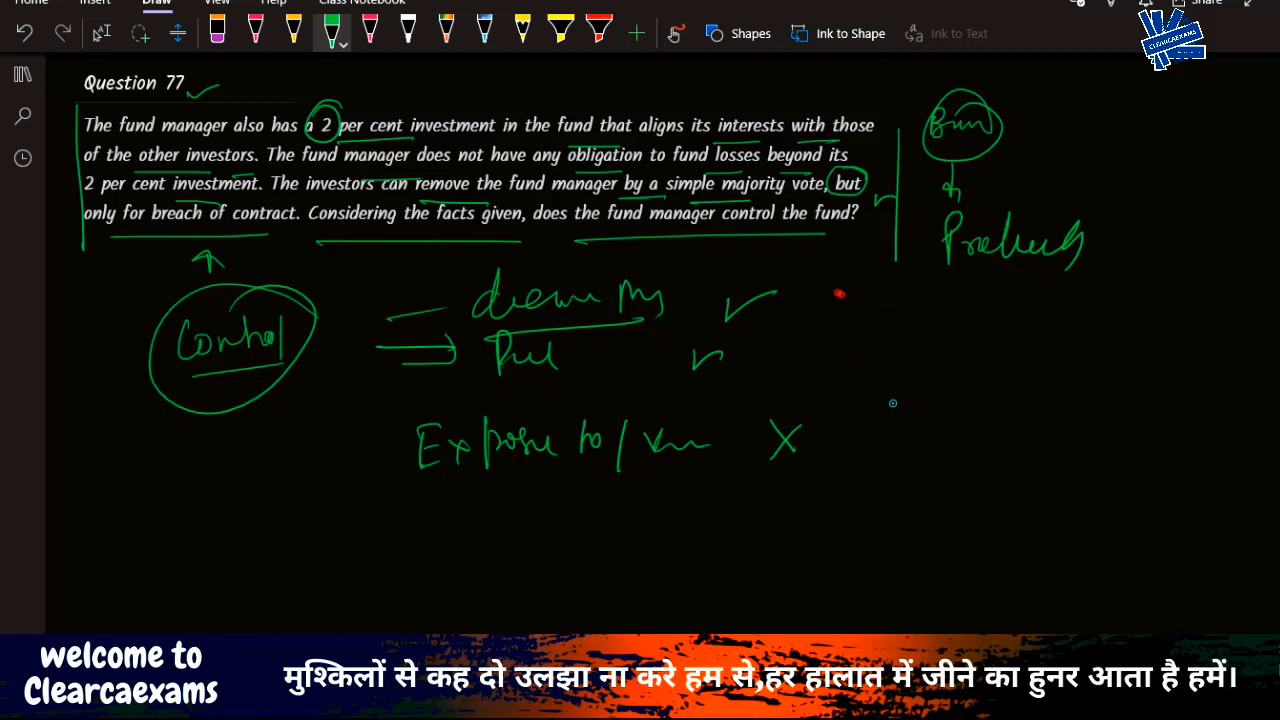 Home Insert Draw View Class Notebook Share
Shapes Ink to Shape Ink to Text
CLEARCAEXAMS
Question 77
The fund manager also has a 2 per cent investment in the fund that aligns its interests with those
of the other investors. The fund manager does not have any obligation to fund losses beyond its
2 per cent investment. The investors can remove the fund manager by a simple majority vote, but
only for breach of contract. Considering the facts given, does the fund manager control the fund?
Control
Expose to/
X
welcome to
Clearcaexams
मुश्किलों से कह दो उलझा ना करे हम से,हर हालात में जीने का हुनर आता है हमें।